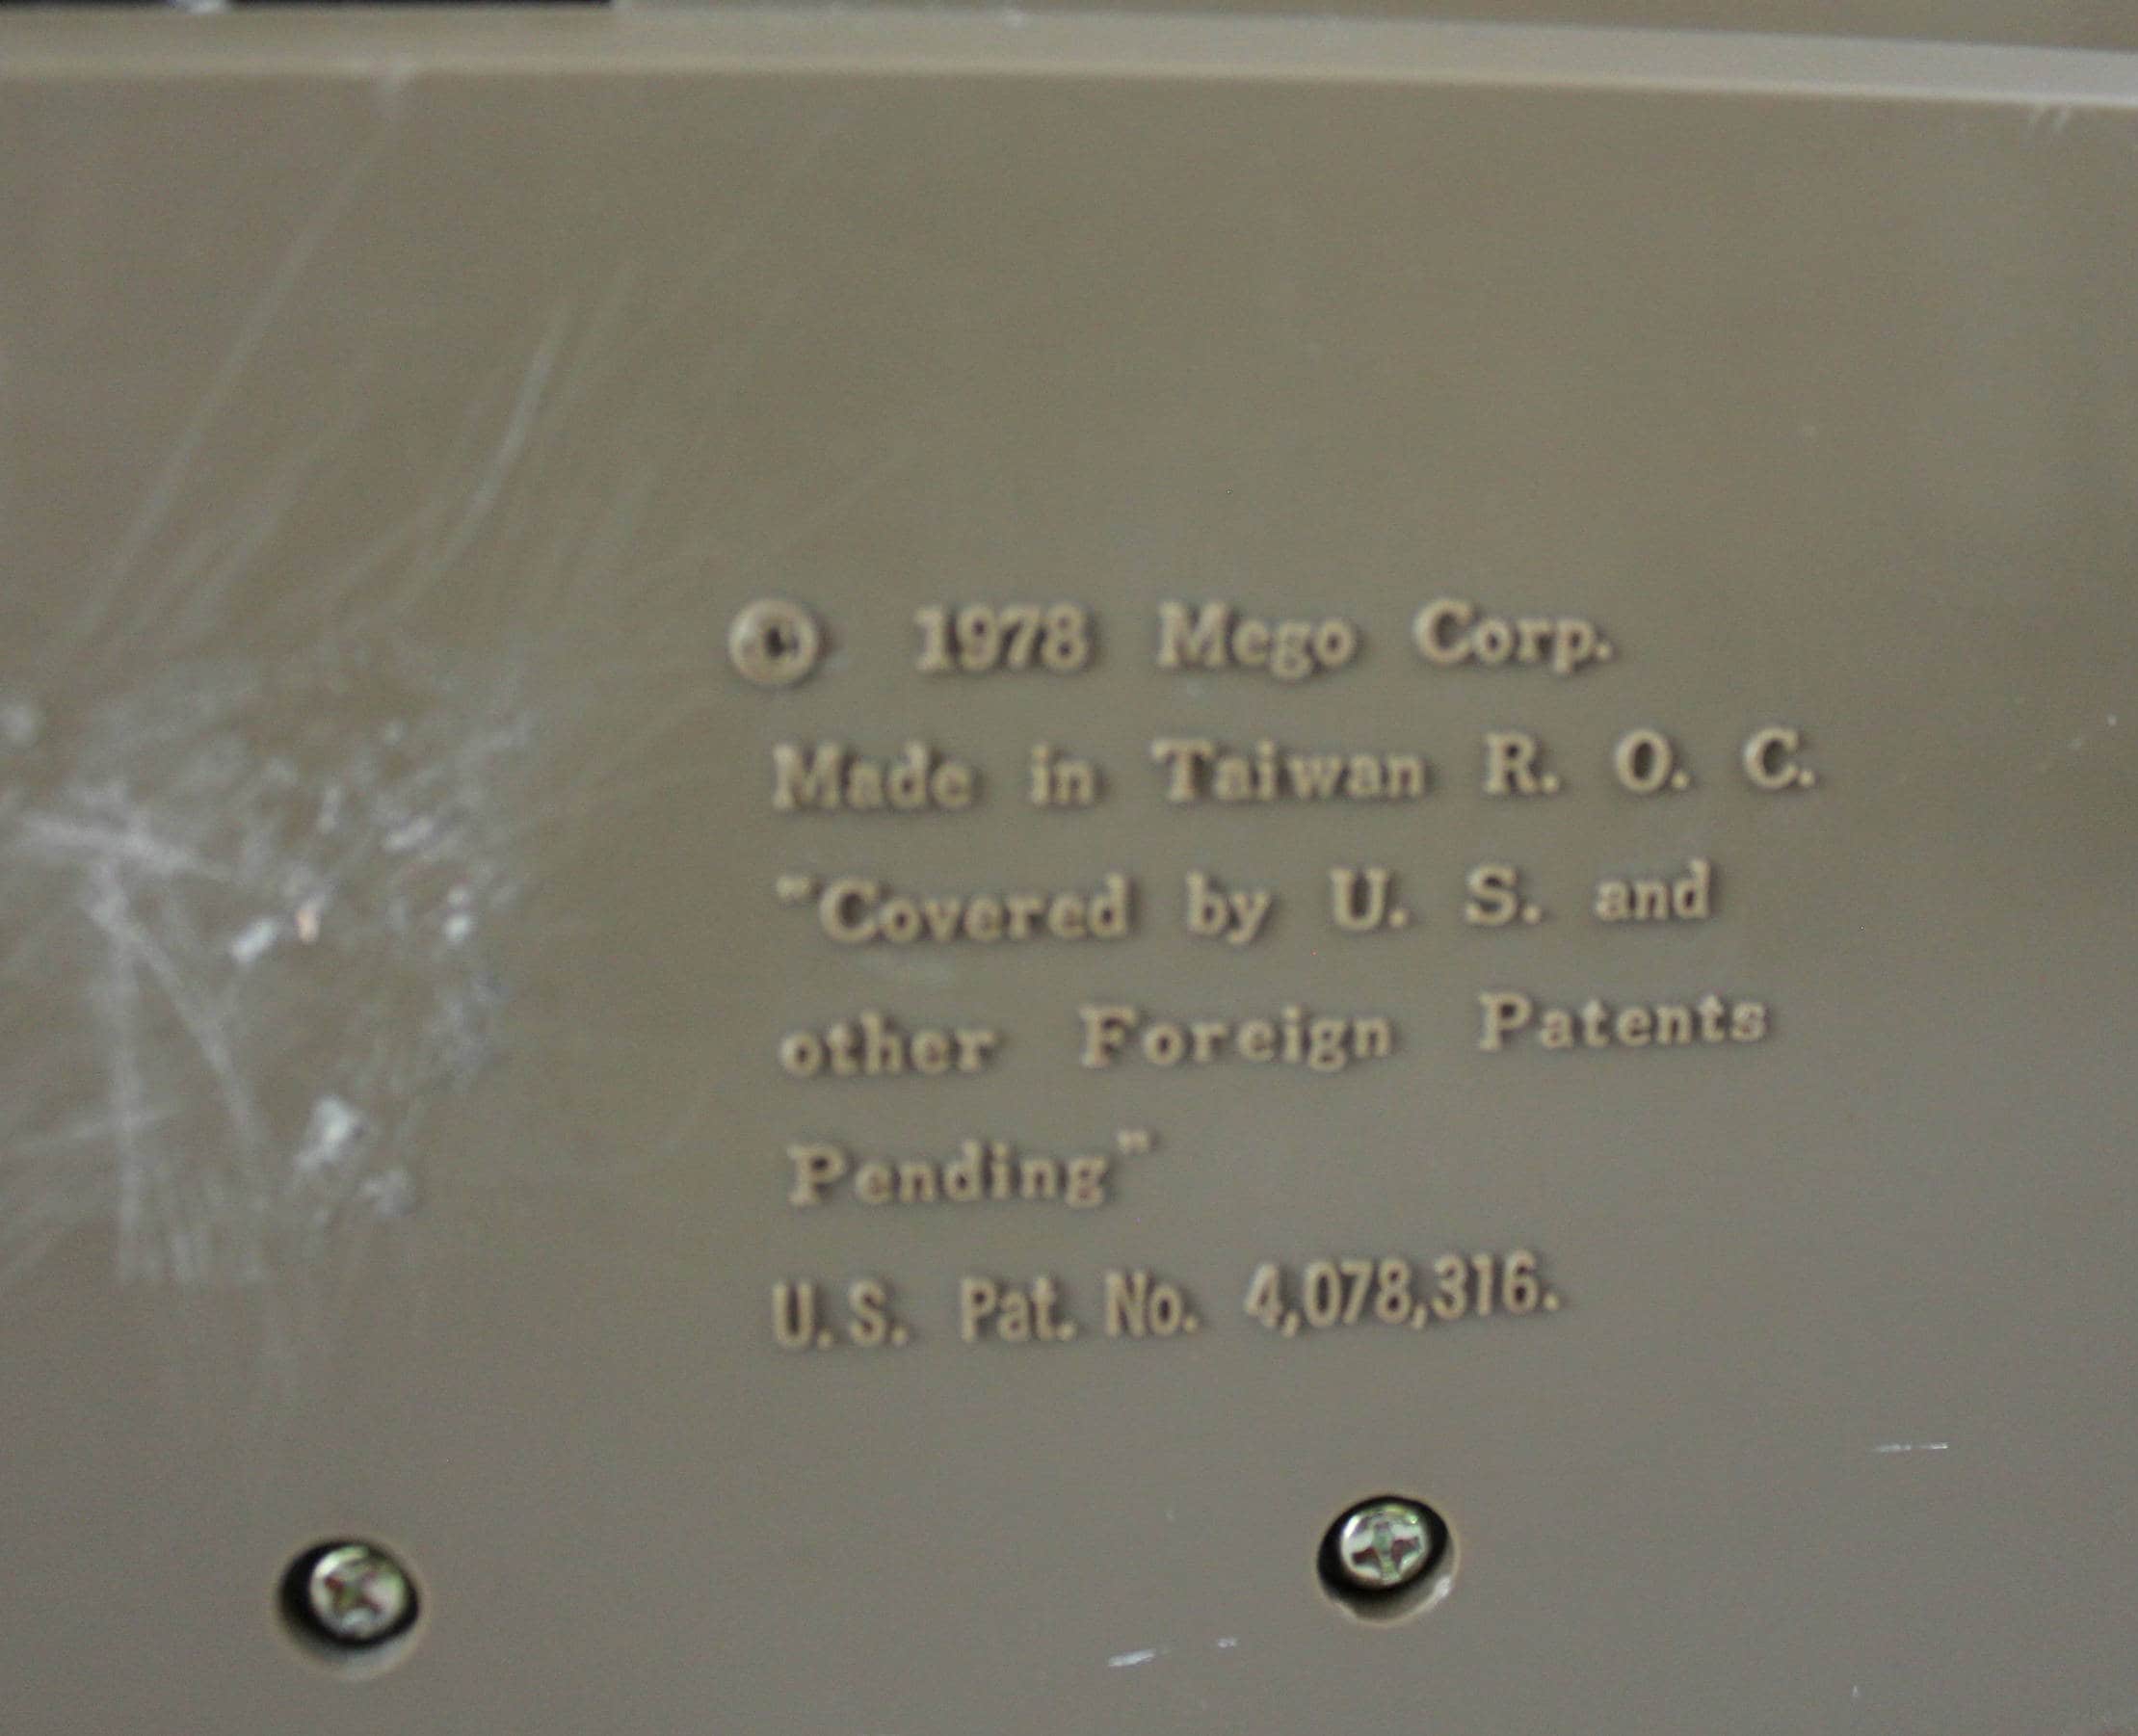 © 1978 Mego Corp.
Made in Taiwan R. O. C.
"Covered by U. S. and
other Foreign Patents
Pending"
U.S. Pat. No. 4,078,316.